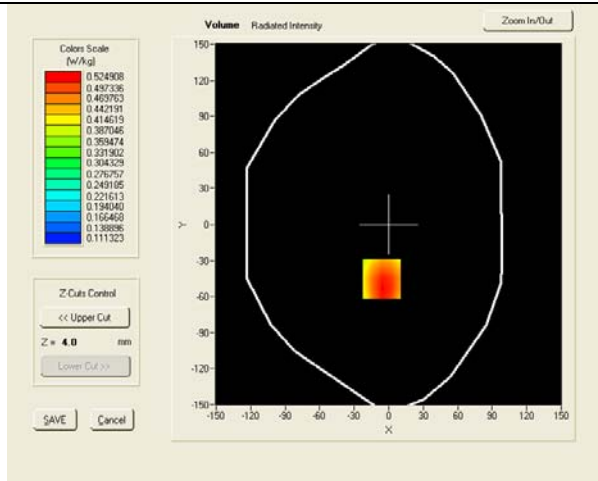 Volume Radiated Intensity
Zoom In/Out
Colors Scale
(W/kg)
0.524908
0.497336
0.469763
0.442191
0.414619
0.387046
0.359474
0.331902
0.304329
0.276757
0.249185
0.221613
0.194040
0.166468
0.138896
0.111323
Z-Cuts Control
<< Upper Cut
Z = 4.0 mm
Lower Cut >>
SAVE Cancel
150
120
90
60
30
0
-30
-60
-90
-120
-150
Y
-150 -120 -90 -60 -30 0 30 60 90 120 150
X